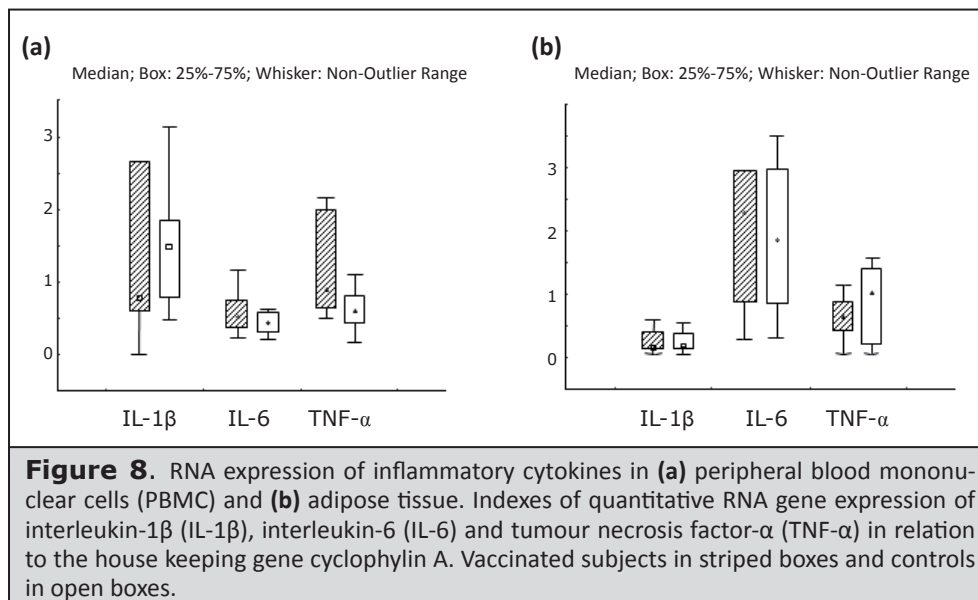 (a)
Median; Box: 25%-75%; Whisker: Non-Outlier Range
3
2
1
0
IL-1β IL-6 TNF-α
(b)
Median; Box: 25%-75%; Whisker: Non-Outlier Range
3
2
1
0
IL-1β IL-6 TNF-α
Figure 8. RNA expression of inflammatory cytokines in (a) peripheral blood mononu-
clear cells (PBMC) and (b) adipose tissue. Indexes of quantitative RNA gene expression of
interleukin-1β (IL-1β), interleukin-6 (IL-6) and tumour necrosis factor-α (TNF-α) in relation
to the house keeping gene cyclophylin A. Vaccinated subjects in striped boxes and controls
in open boxes.